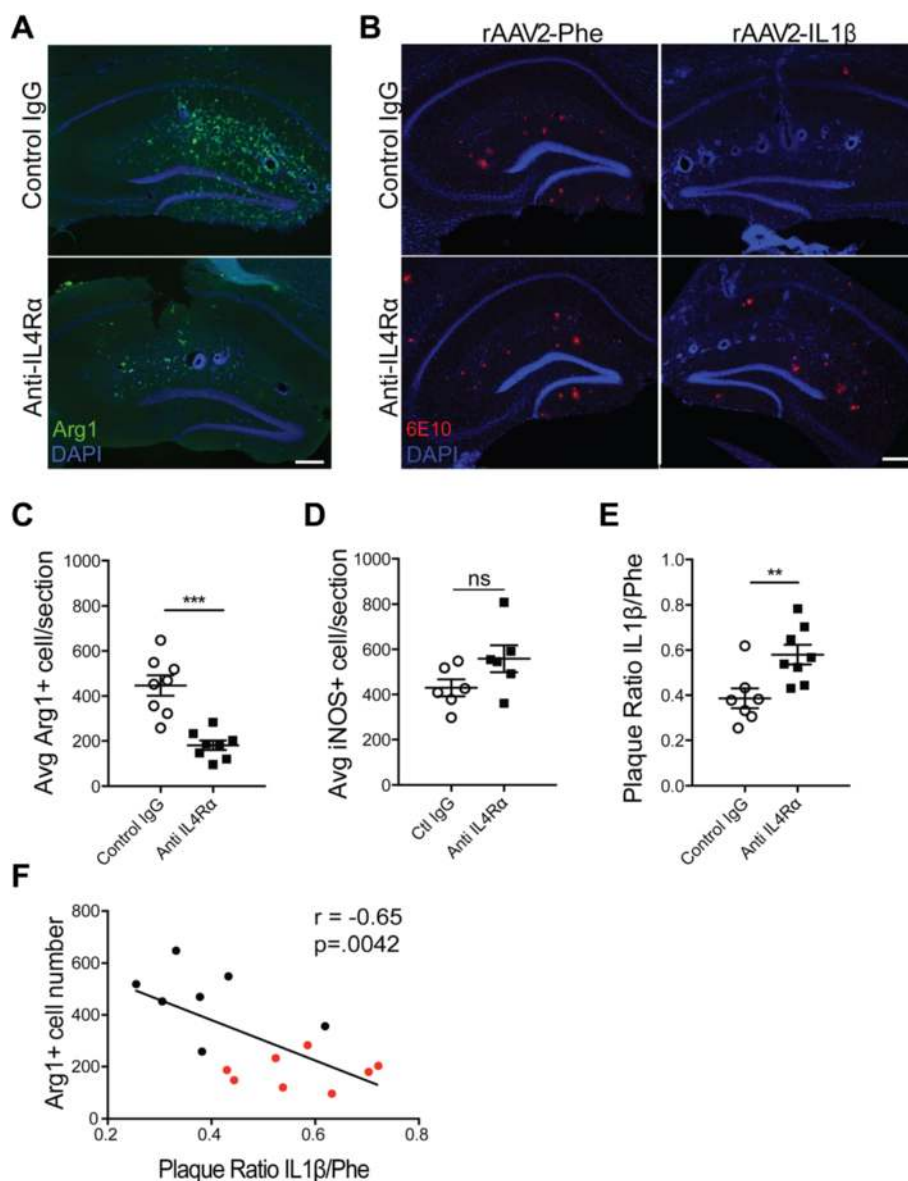 A
B
rAAV2-Phe
rAAV2-IL1β
Control IgG
Control IgG
Anti-IL4Rα
Anti-IL4Rα
Arg1
DAPI
6E10
DAPI
C
D
E
Avg Arg1+ cell/section
1000
800
600
400
200
0
***
Control IgG
Anti IL4Rα
Avg iNOS+ cell/section
1000
800
600
400
200
0
ns
Ctl IgG
Anti IL4Rα
Plaque Ratio IL1β/Phe
1.0
0.8
0.6
0.4
0.2
0.0
**
Control IgG
Anti IL4Rα
F
Arg1+ cell number
800
600
400
200
0
r = -0.65
p=.0042
0.2
0.4
0.6
0.8
Plaque Ratio IL1β/Phe